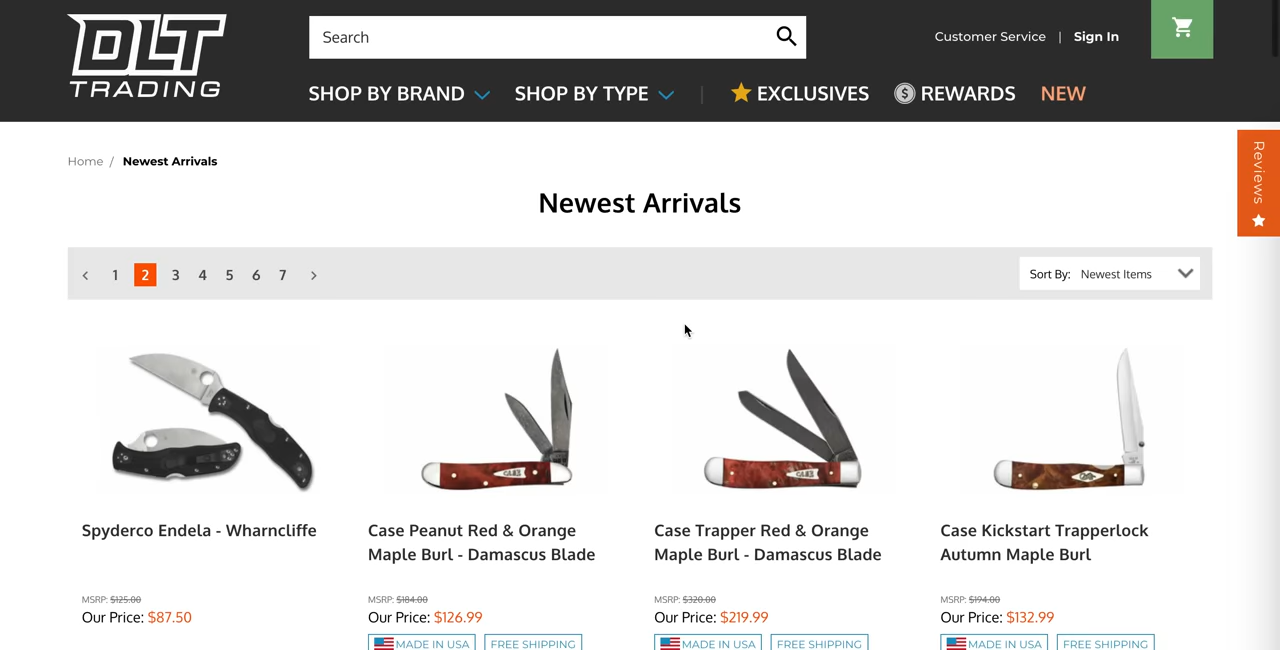 DLT
TRADING
Search
Customer Service | Sign In
SHOP BY BRAND SHOP BY TYPE | EXCLUSIVES $ REWARDS NEW
Reviews
Home / Newest Arrivals
Newest Arrivals
< 1 2 3 4 5 6 7 >
Sort By: Newest Items
Spyderco Endela - Wharncliffe
MSRP: $125.00
Our Price: $87.50
CASE
Case Peanut Red & Orange
Maple Burl - Damascus Blade
MSRP: $184.00
Our Price: $126.99
MADE IN USA FREE SHIPPING
CASE
Case Trapper Red & Orange
Maple Burl - Damascus Blade
MSRP: $320.00
Our Price: $219.99
MADE IN USA FREE SHIPPING
Case Kickstart Trapperlock
Autumn Maple Burl
MSRP: $194.00
Our Price: $132.99
MADE IN USA FREE SHIPPING